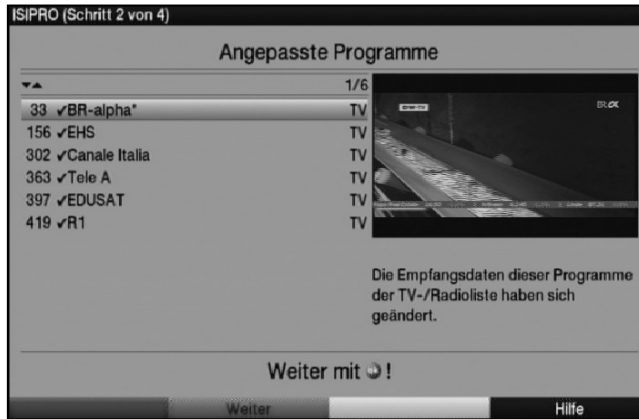 ISIPRO (Schritt 2 von 4)
Angepasste Programme
1/6
33 ✔BR-alpha* TV
156 ✔EHS TV
302 ✔Canale Italia TV
363 ✔Tele A TV
397 ✔EDUSAT TV
419 ✔R1 TV
BR α
Die Empfangsdaten dieser Programme
der TV-/Radioliste haben sich
geändert.
Weiter mit !
Weiter
Hilfe